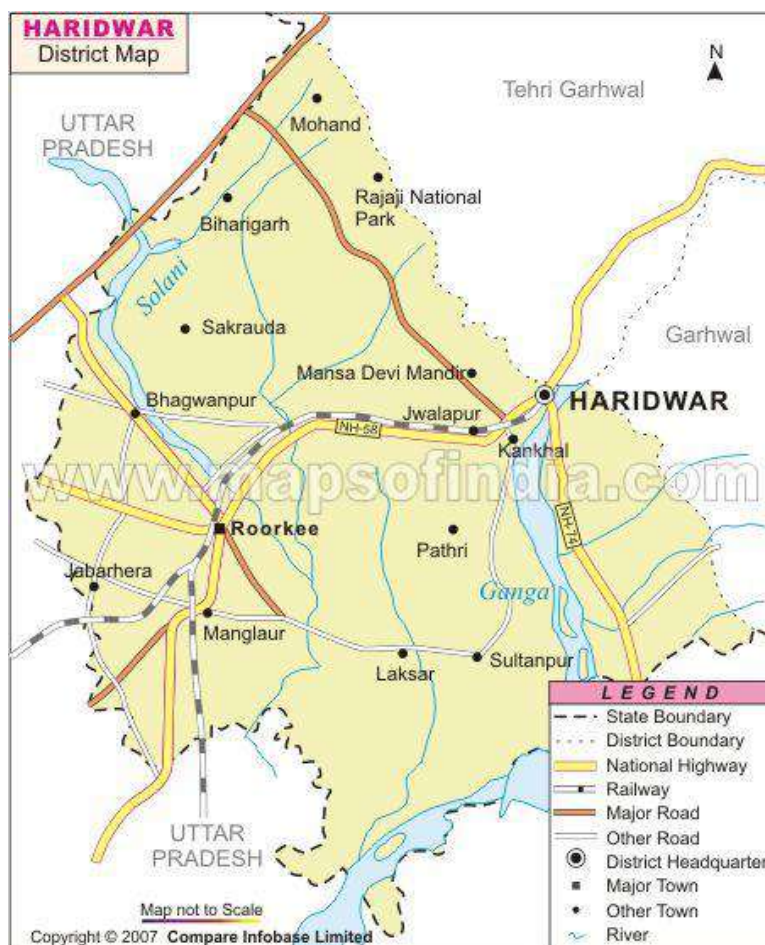 HARIDWAR
District Map
N
Tehri Garhwal
UTTAR
PRADESH
Mohand
Rajaji National
Park
Biharigarh
Solani
Sakrauda
Garhwal
Mansa Devi Mandir
HARIDWAR
Bhagwanpur
Jwalapur
NH-58
Kankhal
www.mapsofindia.com
Roorkee
Pathri
NH-74
Jabarhera
Ganga
Manglaur
Laksar
Sultanpur
LEGEND
State Boundary
District Boundary
National Highway
Railway
Major Road
Other Road
District Headquarter
Major Town
Other Town
River
UTTAR
PRADESH
Map not to Scale
Copyright © 2007 Compare Infobase Limited